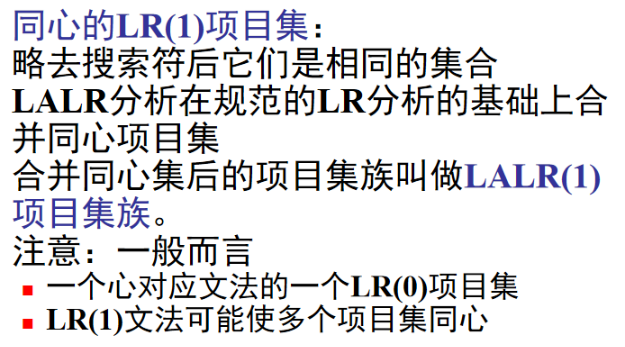 同心的LR(1)项目集：
略去搜索符后它们是相同的集合
LALR分析在规范的LR分析的基础上合
并同心项目集
合并同心集后的项目集族叫做LALR(1)
项目集族。
注意：一般而言
▪ 一个心对应文法的一个LR(0)项目集
▪ LR(1)文法可能使多个项目集同心